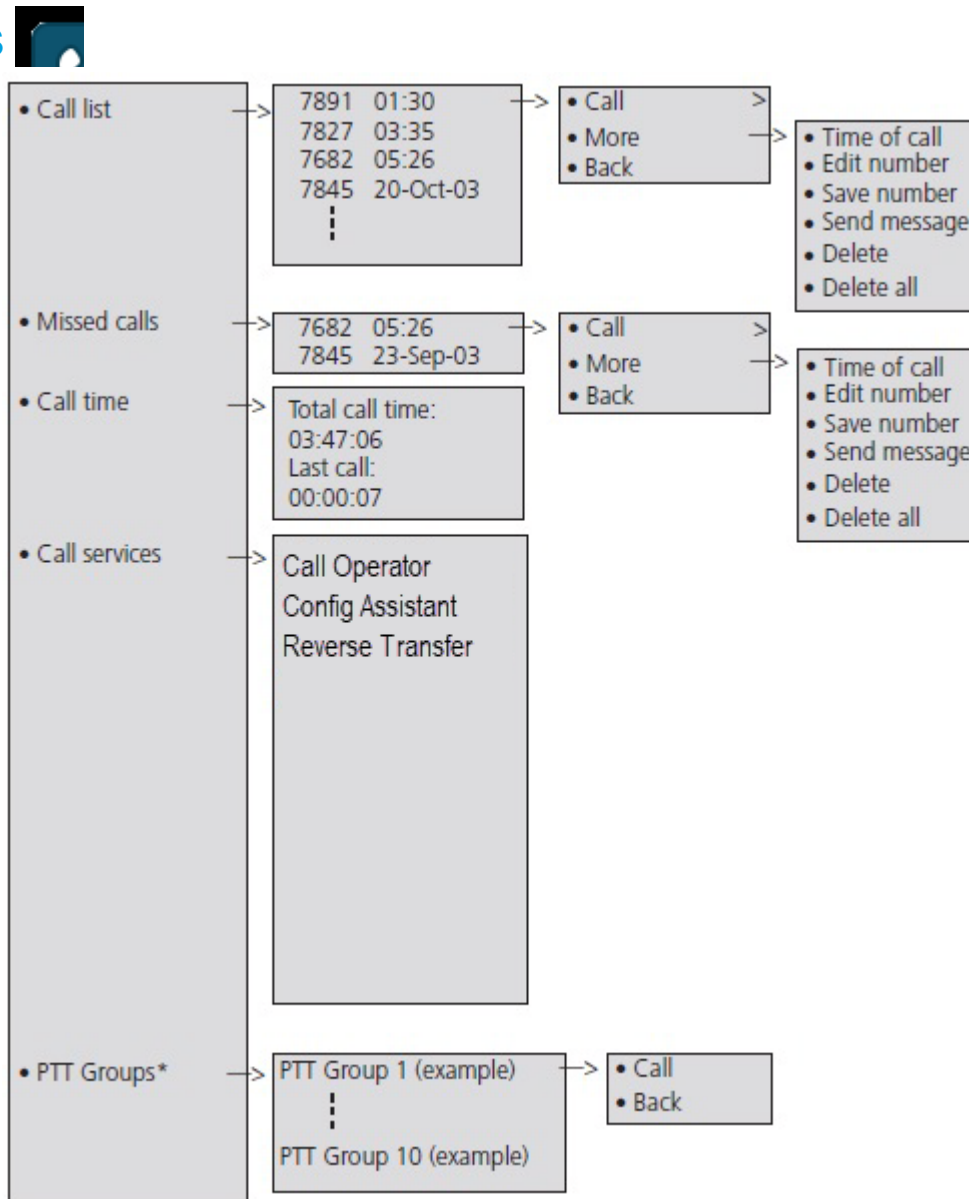 s
• Call list
7891 01:30
7827 03:35
7682 05:26
7845 20-Oct-03
• Call >
• More
• Back
• Time of call
• Edit number
• Save number
• Send message
• Delete
• Delete all
• Missed calls
7682 05:26
7845 23-Sep-03
• Call >
• More
• Back
• Time of call
• Edit number
• Save number
• Send message
• Delete
• Delete all
• Call time
Total call time:
03:47:06
Last call:
00:00:07
• Call services
Call Operator
Config Assistant
Reverse Transfer
• PTT Groups*
PTT Group 1 (example)
PTT Group 10 (example)
• Call
• Back